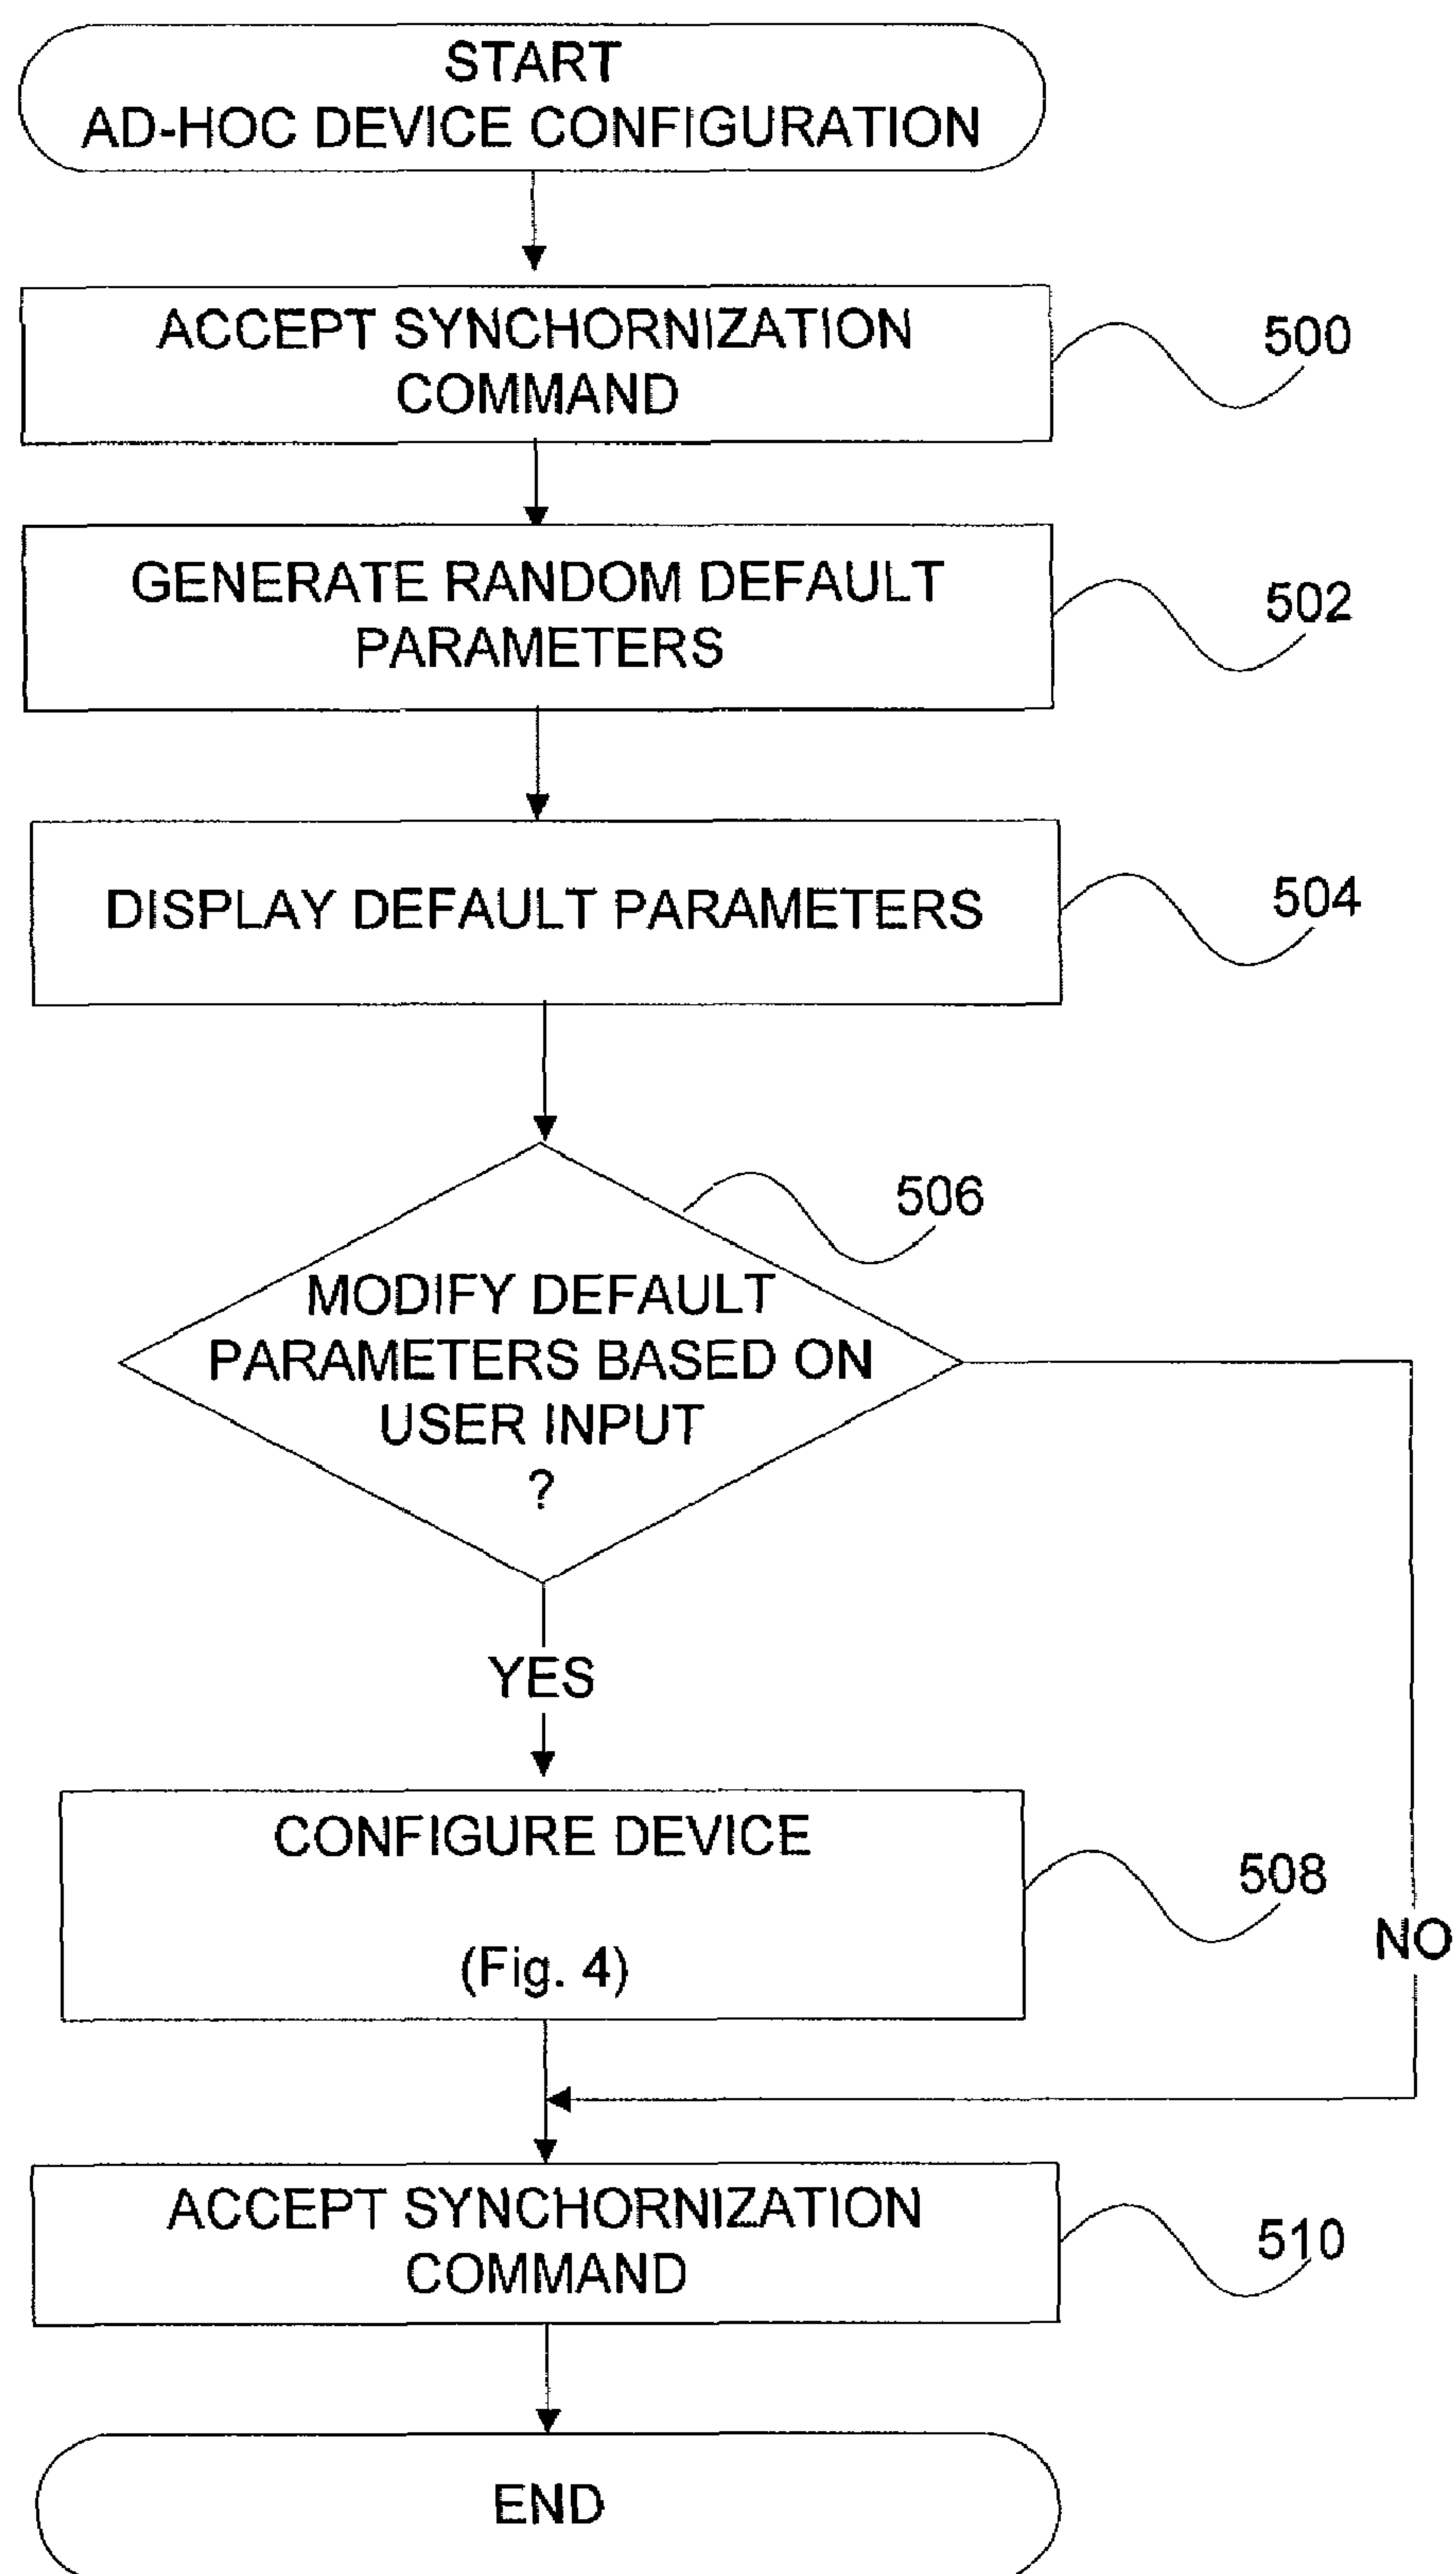 START
AD-HOC DEVICE CONFIGURATION
ACCEPT SYNCHORNIZATION
COMMAND
500
GENERATE RANDOM DEFAULT
PARAMETERS
502
DISPLAY DEFAULT PARAMETERS
504
506
MODIFY DEFAULT
PARAMETERS BASED ON
USER INPUT
?
YES
CONFIGURE DEVICE
(Fig. 4)
508
NO
ACCEPT SYNCHORNIZATION
COMMAND
510
END